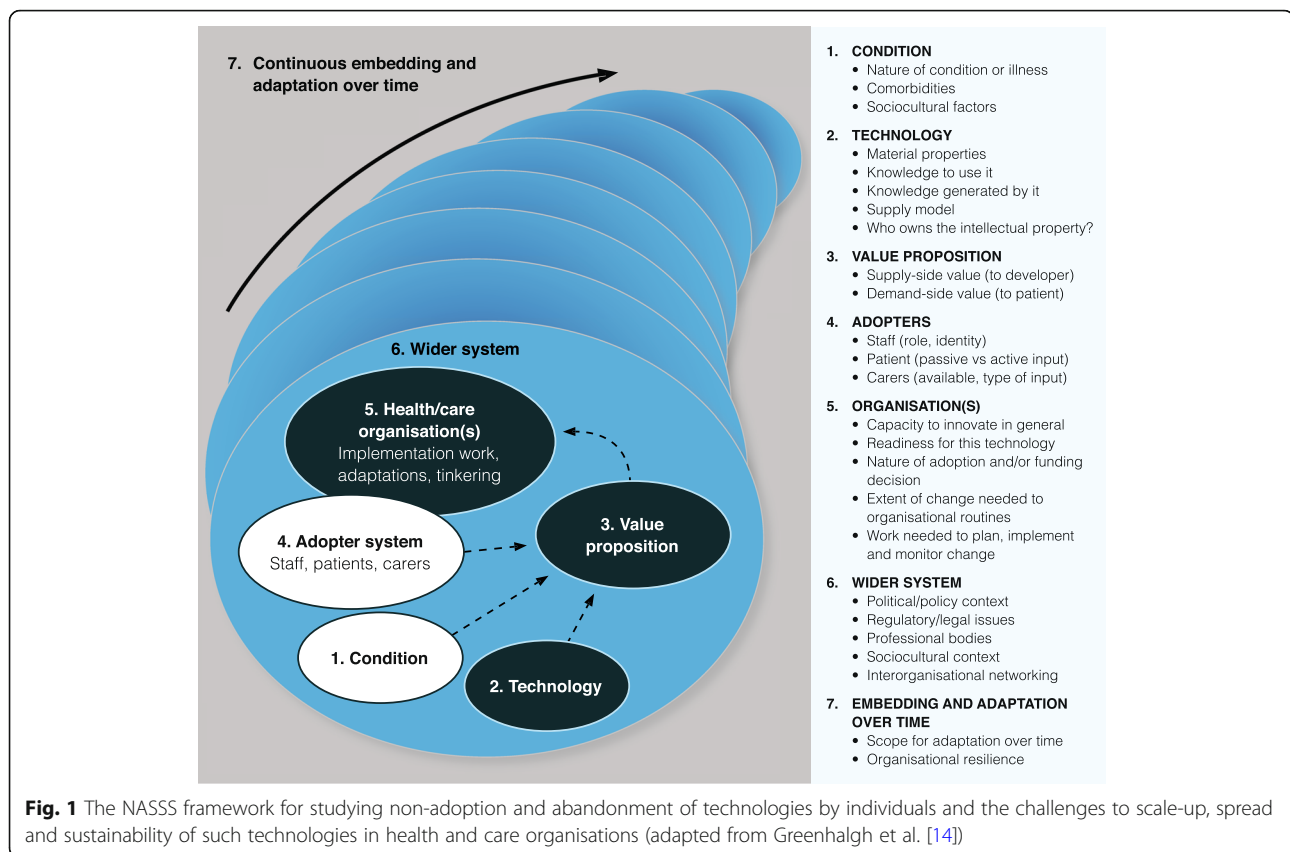 7. Continuous embedding and
adaptation over time
6. Wider system
5. Health/care
organisation(s)
Implementation work,
adaptations, tinkering
4. Adopter system
Staff, patients, carers
3. Value
proposition
1. Condition
2. Technology
1. CONDITION
• Nature of condition or illness
• Comorbidities
• Sociocultural factors
2. TECHNOLOGY
• Material properties
• Knowledge to use it
• Knowledge generated by it
• Supply model
• Who owns the intellectual property?
3. VALUE PROPOSITION
• Supply-side value (to developer)
• Demand-side value (to patient)
4. ADOPTERS
• Staff (role, identity)
• Patient (passive vs active input)
• Carers (available, type of input)
5. ORGANISATION(S)
• Capacity to innovate in general
• Readiness for this technology
• Nature of adoption and/or funding
decision
• Extent of change needed to
organisational routines
• Work needed to plan, implement
and monitor change
6. WIDER SYSTEM
• Political/policy context
• Regulatory/legal issues
• Professional bodies
• Sociocultural context
• Interorganisational networking
7. EMBEDDING AND ADAPTATION
OVER TIME
• Scope for adaptation over time
• Organisational resilience
Fig. 1 The NASSS framework for studying non-adoption and abandonment of technologies by individuals and the challenges to scale-up, spread
and sustainability of such technologies in health and care organisations (adapted from Greenhalgh et al. [14])